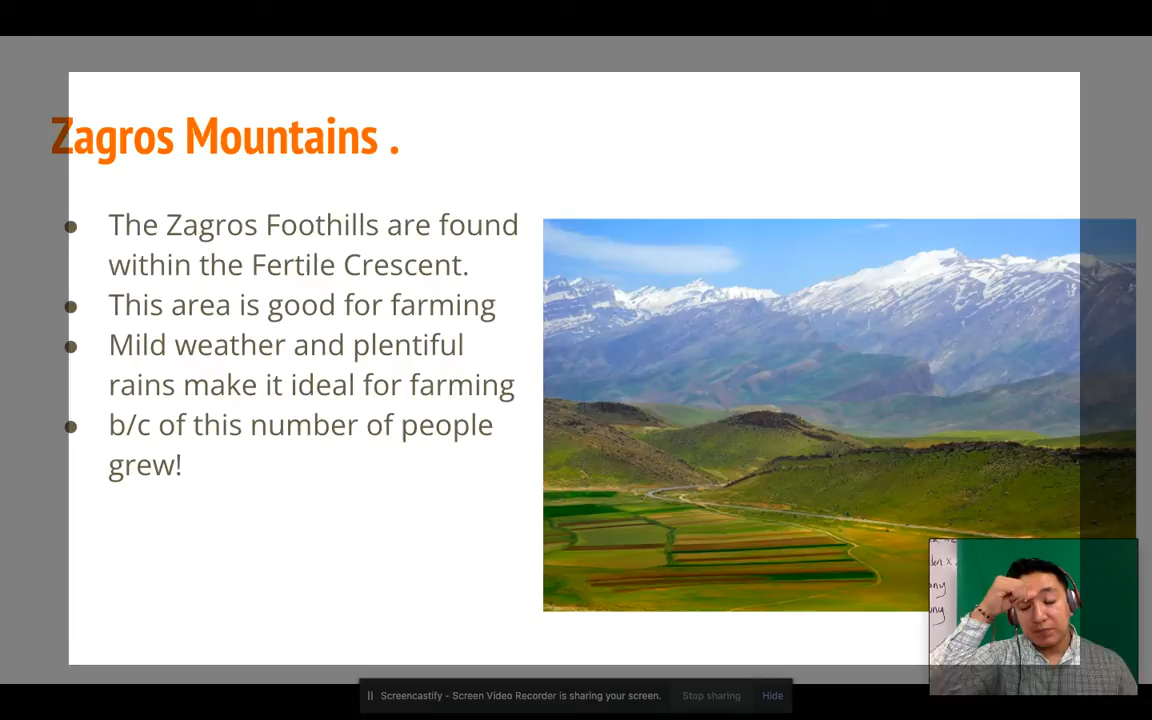 Zagros Mountains .
● The Zagros Foothills are found
within the Fertile Crescent.
● This area is good for farming
● Mild weather and plentiful
rains make it ideal for farming
● b/c of this number of people
grew!
Screencastify - Screen Video Recorder is sharing your screen.
Stop sharing
Hide